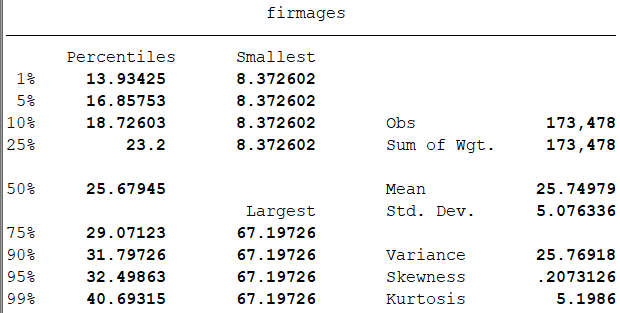 firmages
Percentiles Smallest
1% 13.93425 8.372602
5% 16.85753 8.372602
10% 18.72603 8.372602 Obs 173,478
25% 23.2 8.372602 Sum of Wgt. 173,478
50% 25.67945 Mean 25.74979
Largest Std. Dev. 5.076336
75% 29.07123 67.19726
90% 31.79726 67.19726 Variance 25.76918
95% 32.49863 67.19726 Skewness .2073126
99% 40.69315 67.19726 Kurtosis 5.1986